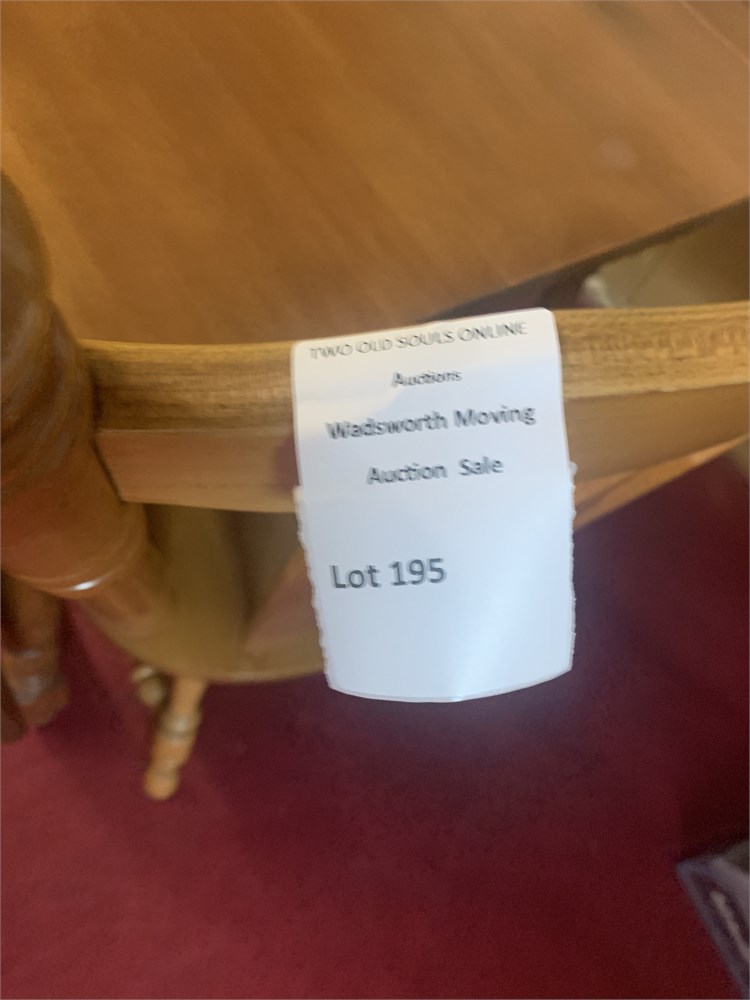 TWO OLD SOULS ONLINE
Auctions
Wadsworth Moving
Auction Sale
Lot 195